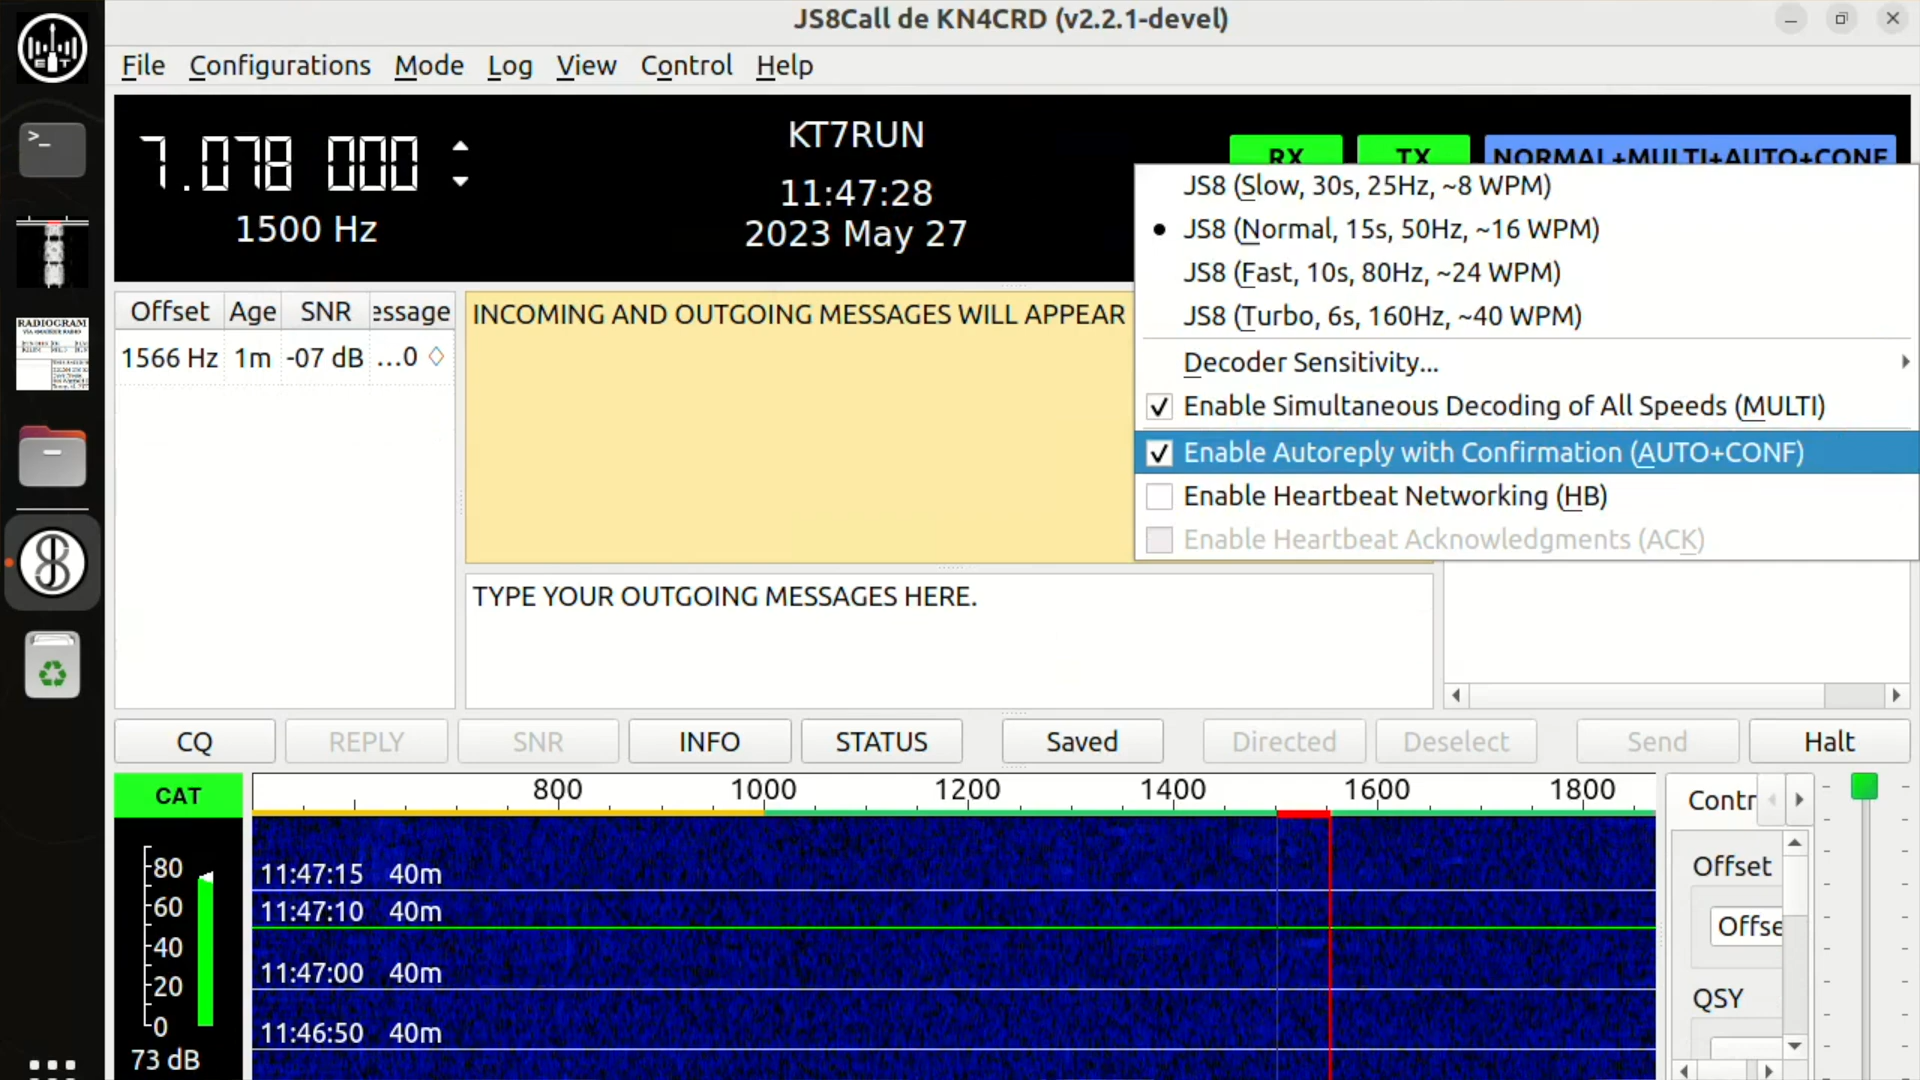 JS8Call de KN4CRD (v2.2.1-devel)
File Configurations Mode Log View Control Help
7.078 000
1500 Hz
KT7RUN
11:47:28
2023 May 27
RX TX NORMAL+MULTI+AUTO+CONF
JS8 (Slow, 30s, 25Hz, ~8 WPM)
JS8 (Normal, 15s, 50Hz, ~16 WPM)
JS8 (Fast, 10s, 80Hz, ~24 WPM)
JS8 (Turbo, 6s, 160Hz, ~40 WPM)
Decoder Sensitivity...
Enable Simultaneous Decoding of All Speeds (MULTI)
Enable Autoreply with Confirmation (AUTO+CONF)
Enable Heartbeat Networking (HB)
Enable Heartbeat Acknowledgments (ACK)
Offset Age SNR essage
1566 Hz 1m -07 dB ...0
INCOMING AND OUTGOING MESSAGES WILL APPEAR
TYPE YOUR OUTGOING MESSAGES HERE.
RADIOGRAM
CQ REPLY SNR INFO STATUS Saved Directed Deselect Send Halt
CAT
800 1000 1200 1400 1600 1800
Contr
80
60
40
20
0
73 dB
11:47:15 40m
11:47:10 40m
11:47:00 40m
11:46:50 40m
Offset
Offse
QSY